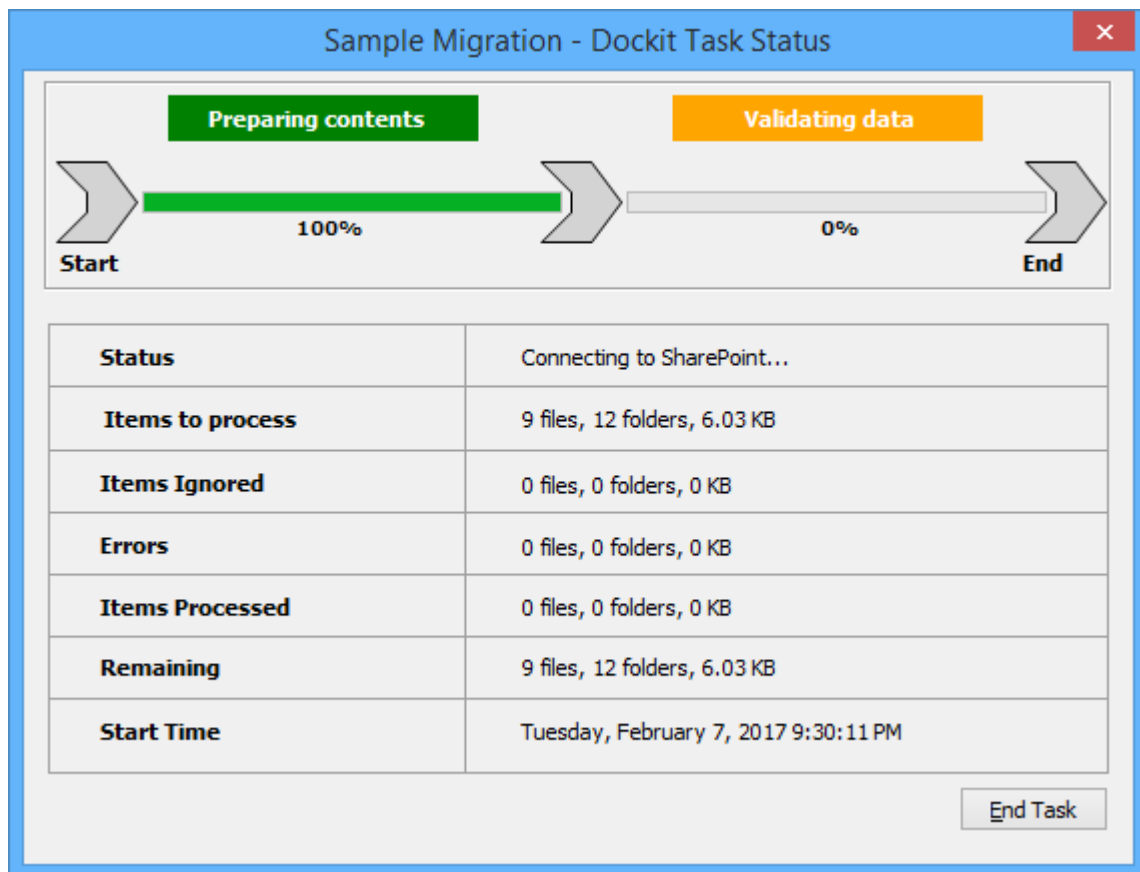 Sample Migration - Dockit Task Status
Preparing contents
Validating data
100%
0%
Start
End
Status
Connecting to SharePoint...
Items to process
9 files, 12 folders, 6.03 KB
Items Ignored
0 files, 0 folders, 0 KB
Errors
0 files, 0 folders, 0 KB
Items Processed
0 files, 0 folders, 0 KB
Remaining
9 files, 12 folders, 6.03 KB
Start Time
Tuesday, February 7, 2017 9:30:11 PM
End Task